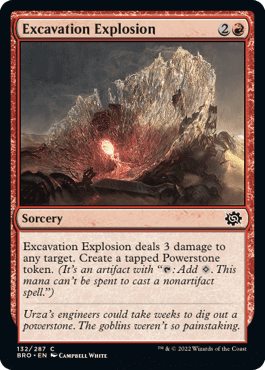 Excavation Explosion 2
Sorcery
Excavation Explosion deals 3 damage to
any target. Create a tapped Powerstone
token. (It's an artifact with “: Add . This
mana can't be spent to cast a nonartifact
spell.”)
Urza's engineers could take weeks to dig out a
powerstone. The goblins weren't so painstaking.
132/287 C
BRO • EN CAMPBELL WHITE
™ & © 2022 Wizards of the Coast